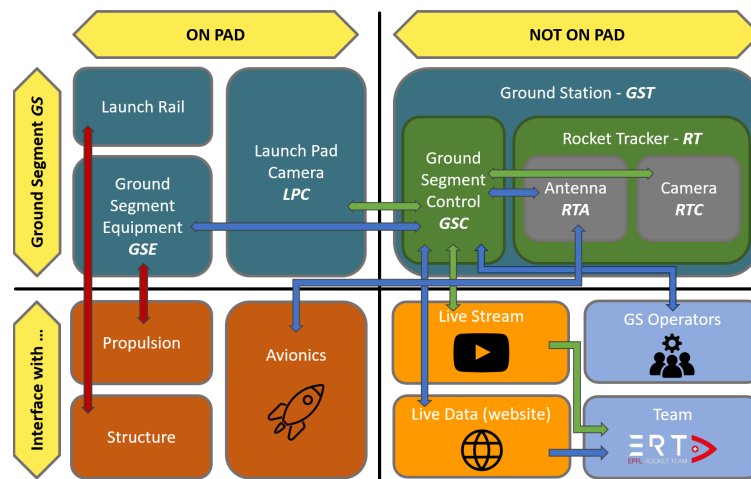 ON PAD
NOT ON PAD
Ground Segment GS
Launch Rail
Ground
Segment
Equipment
GSE
Launch Pad
Camera
LPC
Ground Station - GST
Ground
Segment
Control
GSC
Rocket Tracker - RT
Antenna
RTA
Camera
RTC
Interface with ...
Propulsion
Structure
Avionics
Live Stream
Live Data (website)
GS Operators
Team
ERT
EPFL ROCKET TEAM